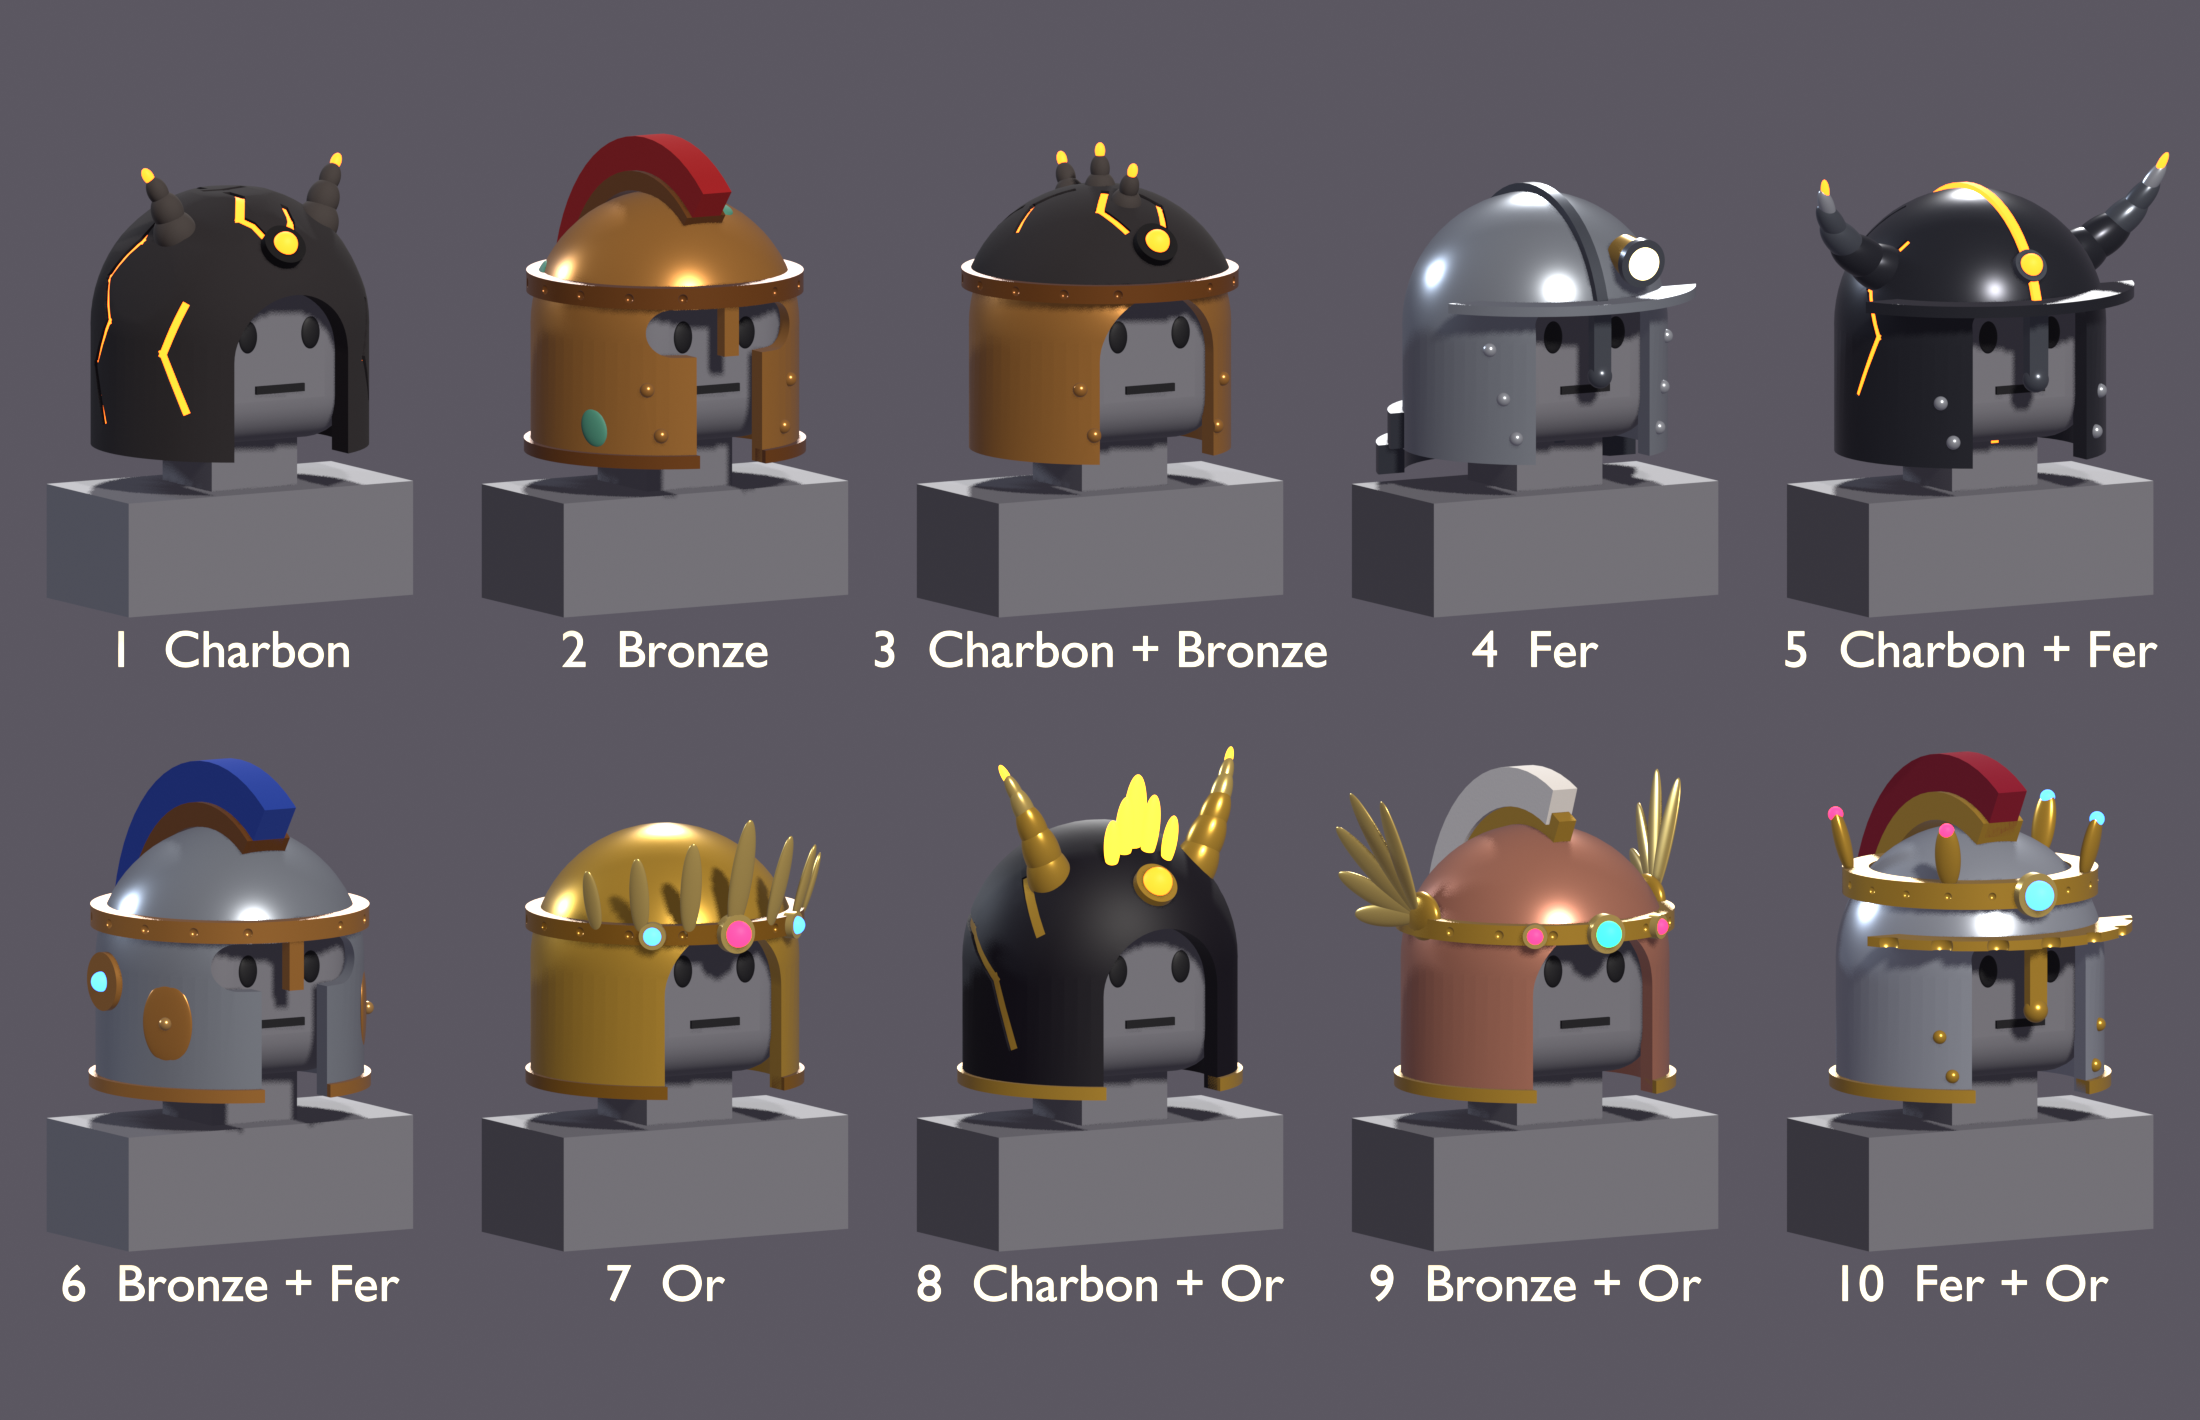 1 Charbon
2 Bronze
3 Charbon + Bronze
4 Fer
5 Charbon + Fer
6 Bronze + Fer
7 Or
8 Charbon + Or
9 Bronze + Or
10 Fer + Or